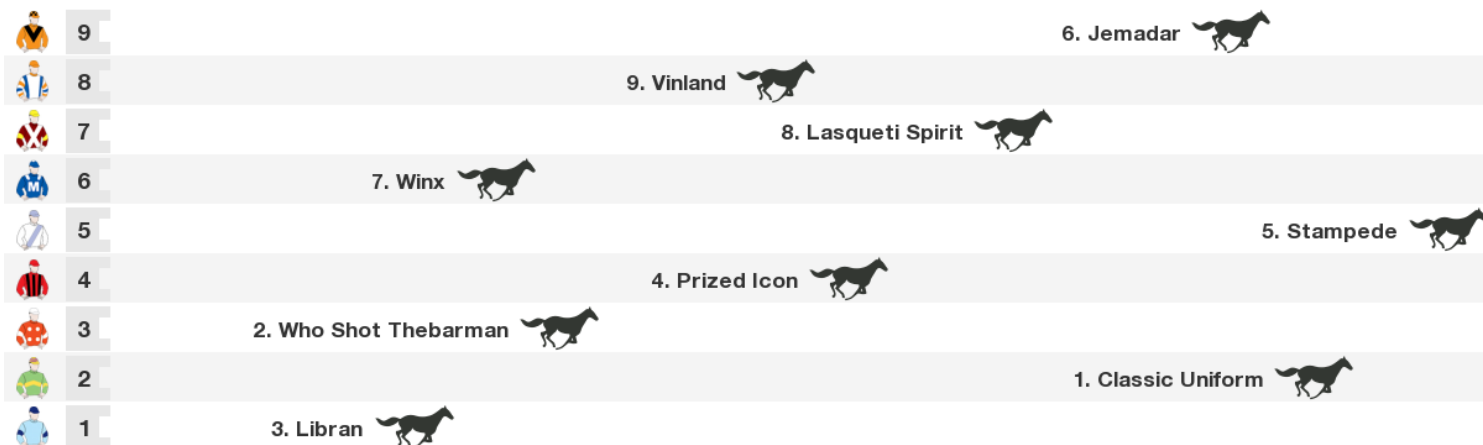 9 6. Jemadar
8 9. Vinland
7 8. Lasqueti Spirit
M 6 7. Winx
5 5. Stampede
4 4. Prized Icon
3 2. Who Shot Thebarman
2 1. Classic Uniform
1 3. Libran